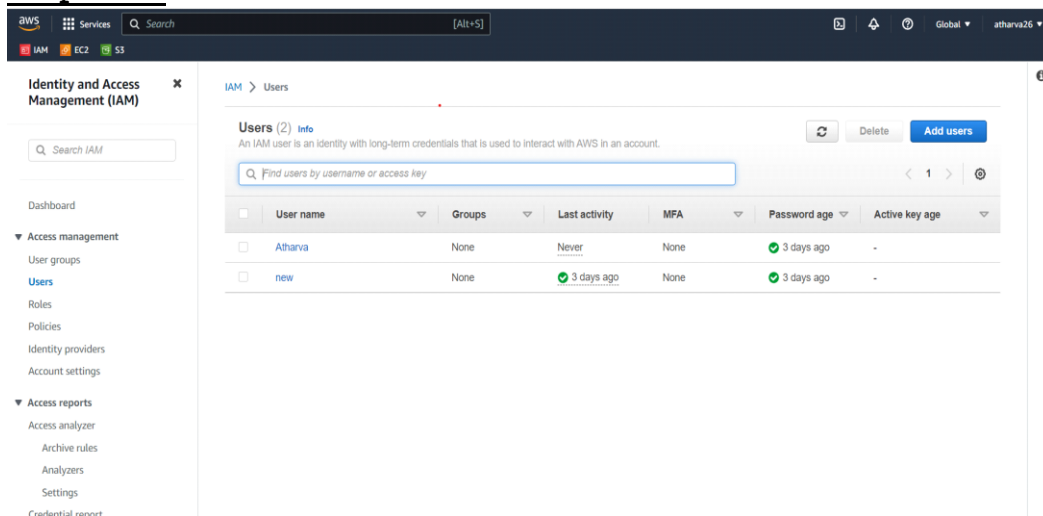 aws Services Search [Alt+S] Global atharva26
IAM EC2 S3
Identity and Access Management (IAM)
Search IAM
Dashboard
Access management
User groups
Users
Roles
Policies
Identity providers
Account settings
Access reports
Access analyzer
Archive rules
Analyzers
Settings
Credential report
IAM > Users
Users (2) Info
An IAM user is an identity with long-term credentials that is used to interact with AWS in an account.
Delete Add users
Find users by username or access key
1
User name Groups Last activity MFA Password age Active key age
Atharva None Never None 3 days ago -
new None 3 days ago None 3 days ago -